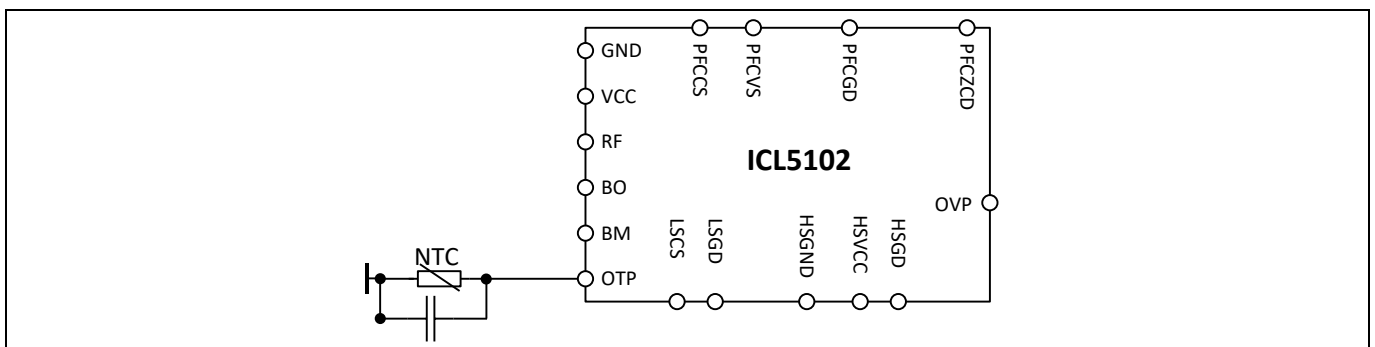 GND
PFCCS
PFCVS
PFCGD
PFCZCD
VCC
RF
ICL5102
BO
OVP
BM
LSCS
LSGD
HSGND
HSVCC
HSGD
NTC
OTP